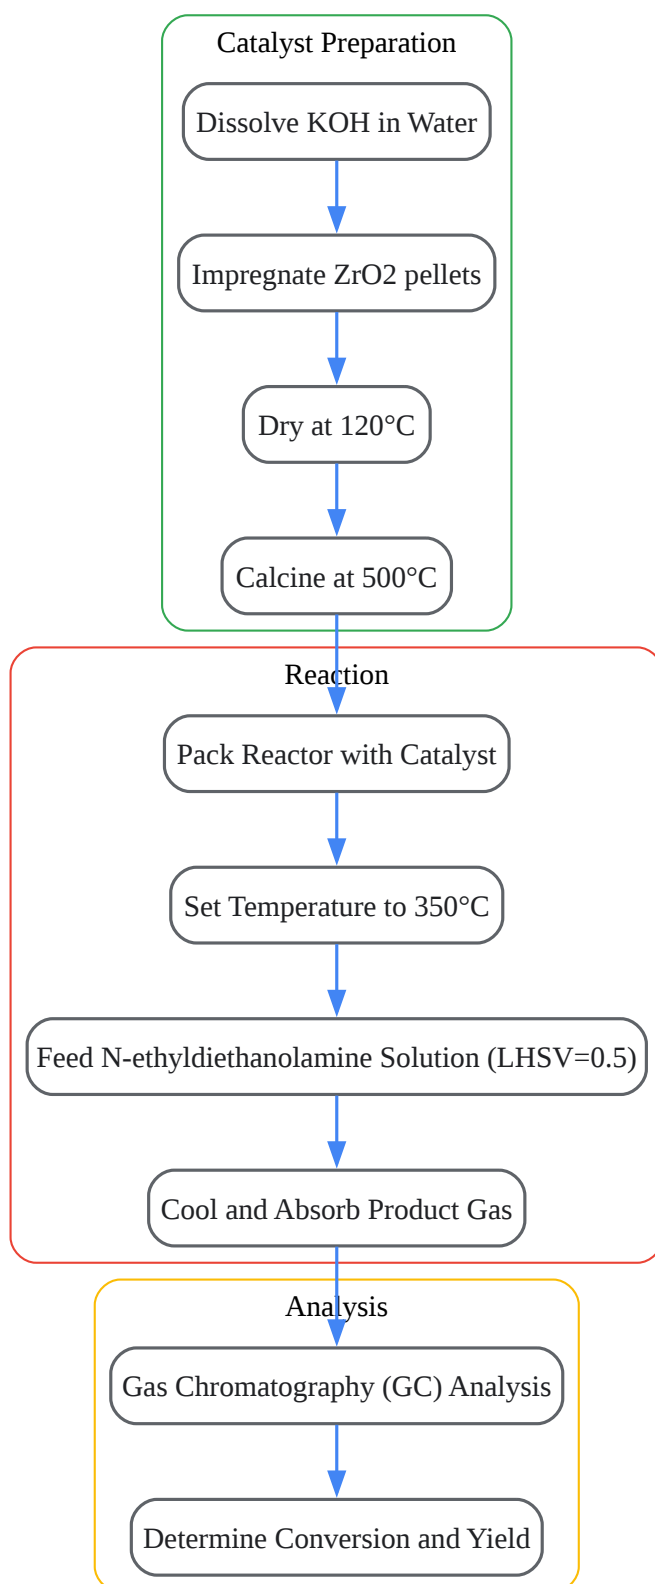 Catalyst Preparation
Dissolve KOH in Water
Impregnate ZrO2 pellets
Dry at 120°C
Calcine at 500°C
Reaction
Pack Reactor with Catalyst
Set Temperature to 350°C
Feed N-ethyldiethanolamine Solution (LHSV=0.5)
Cool and Absorb Product Gas
Analysis
Gas Chromatography (GC) Analysis
Determine Conversion and Yield